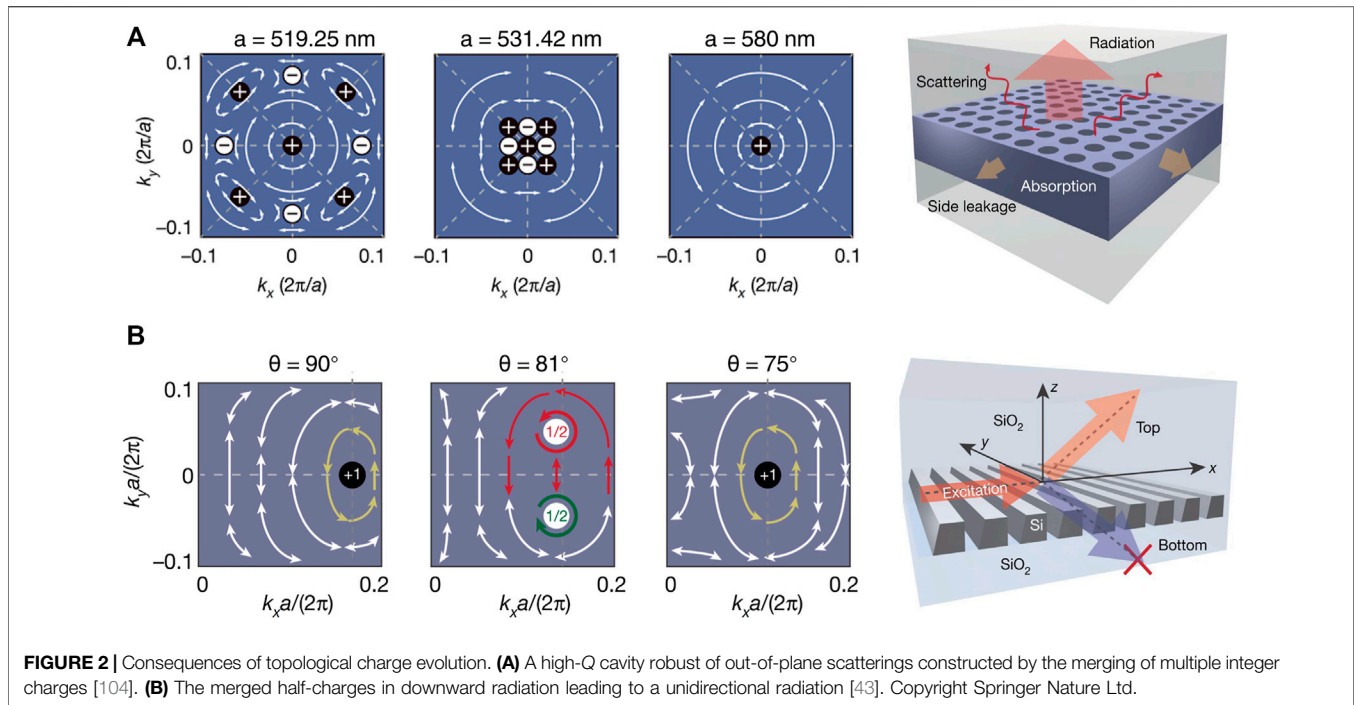 A
a = 519.25 nm
a = 531.42 nm
a = 580 nm
0.1
0
−0.1
k_y (2π/a)
−0.1
0
0.1
k_x (2π/a)
−0.1
0
0.1
k_x (2π/a)
−0.1
0
0.1
k_x (2π/a)
+
−
+
−
+
−
+
−
+
+
−
+
−
+
−
+
−
+
+
Radiation
Scattering
Absorption
Side leakage
B
θ = 90°
θ = 81°
θ = 75°
0.1
0
−0.1
k_y a/(2π)
+1
1/2
1/2
+1
0
0.2
k_x a/(2π)
0
0.2
k_x a/(2π)
0
0.2
k_x a/(2π)
z
SiO₂
Top
y
x
Excitation
Si
Bottom
SiO₂
FIGURE 2 | Consequences of topological charge evolution. (A) A high-Q cavity robust of out-of-plane scatterings constructed by the merging of multiple integer
charges [104]. (B) The merged half-charges in downward radiation leading to a unidirectional radiation [43]. Copyright Springer Nature Ltd.